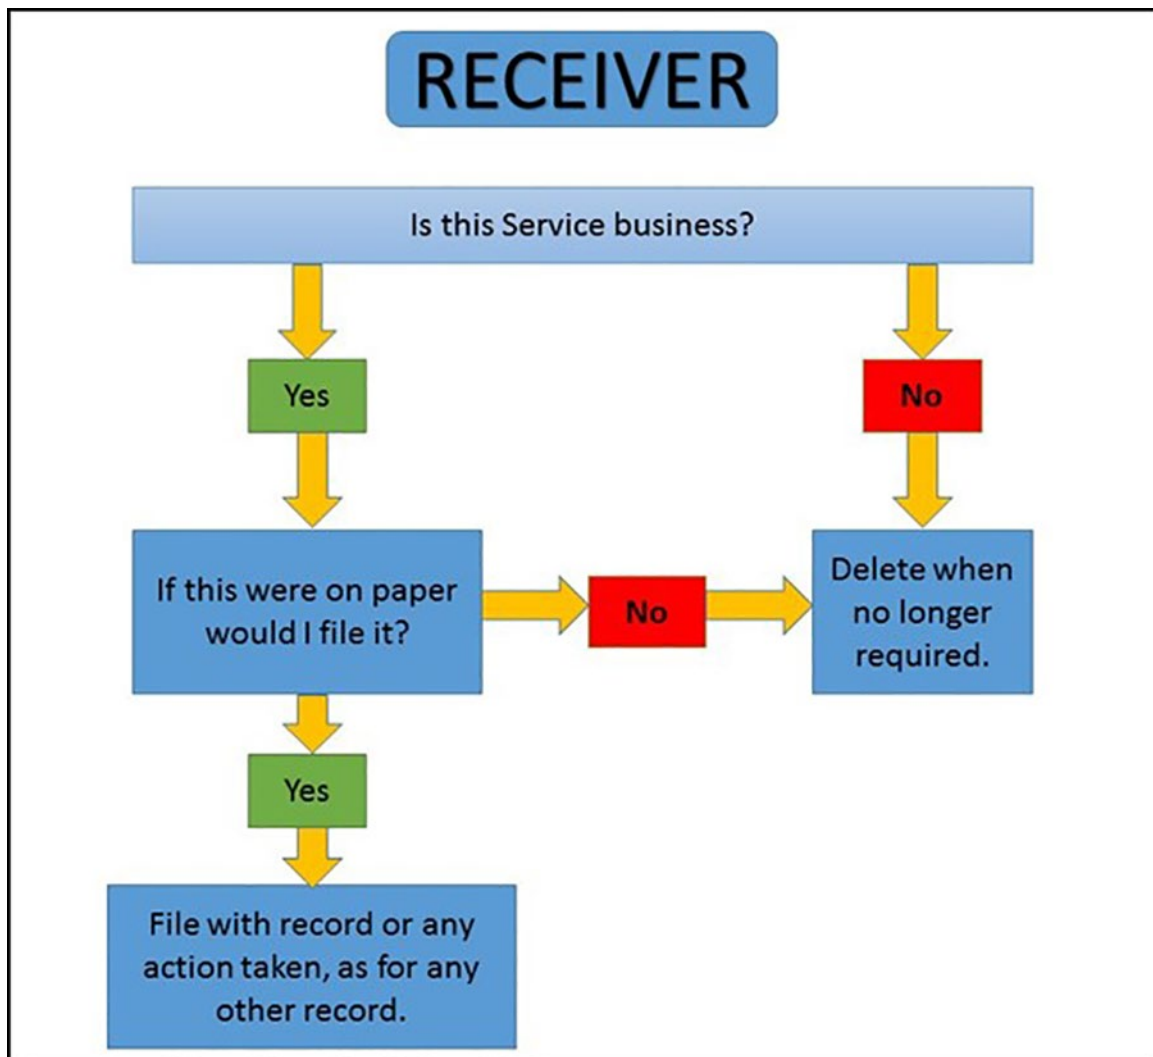 RECEIVER
Is this Service business?
Yes
No
If this were on paper
would I file it?
No
Delete when
no longer
required.
Yes
File with record or any
action taken, as for any
other record.